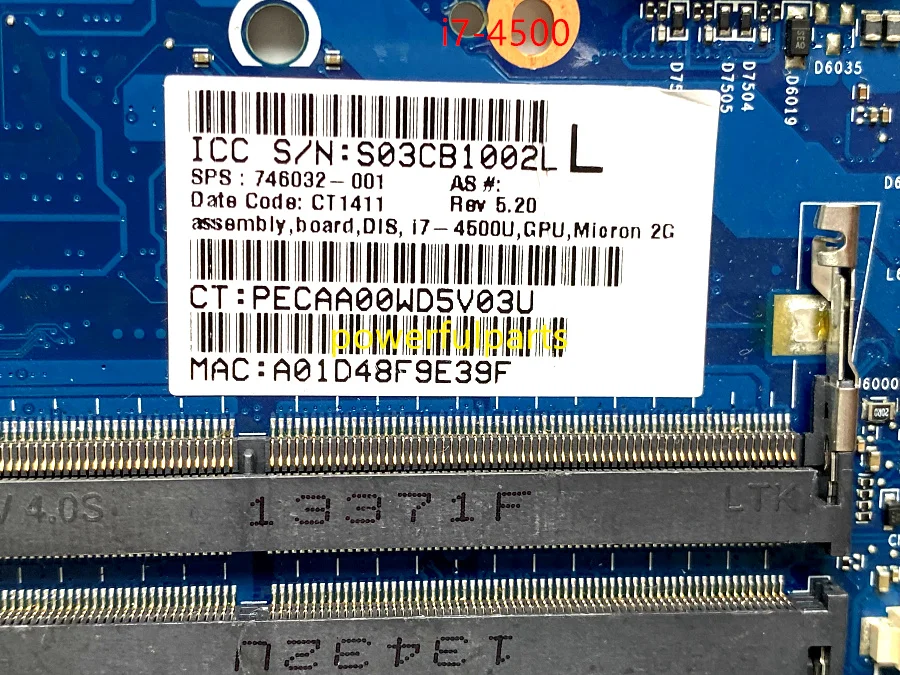 i7-4500
D6035
D7505
D7504
D6019
ICC S/N:S03CB1002L L
SPS : 746032-001 AS #:
Date Code: CT1411 Rev 5.20
assembly,board,DIS, i7-4500U,GPU,Micron 2G
CT:PECAA00WD5V03U
powerfulparts
MAC:A01D48F9E39F
4.0S 13371F LTK